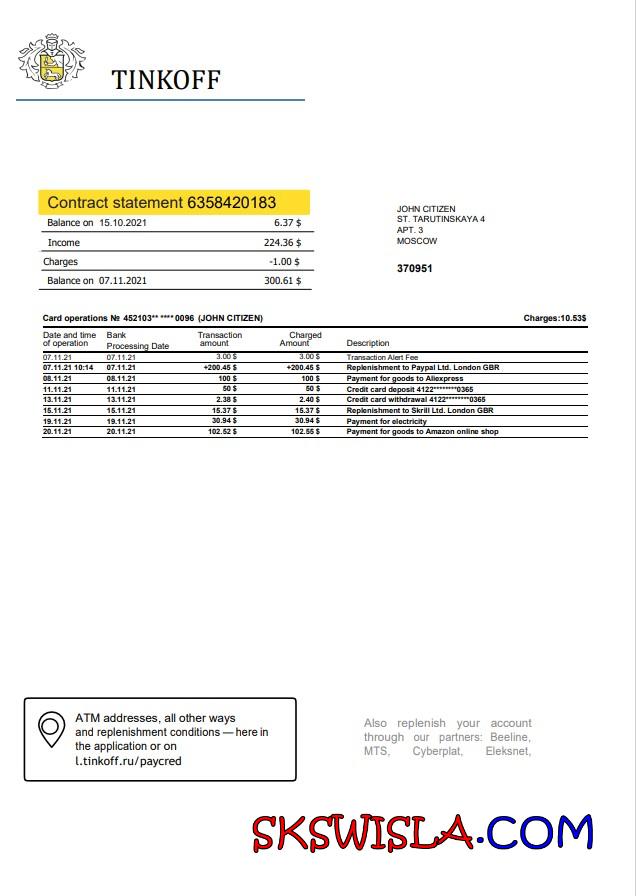 TINKOFF
Contract statement 6358420183
Balance on 15.10.2021 6.37 $
Income 224.36 $
Charges -1.00 $
Balance on 07.11.2021 300.61 $
JOHN CITIZEN
ST. TARUTINSKAYA 4
APT. 3
MOSCOW
370951
Card operations № 452103** **** 0096 (JOHN CITIZEN) Charges:10.53$
Date and time of operation Bank Processing Date Transaction amount Charged Amount Description
07.11.21 07.11.21 3.00 $ 3.00 $ Transaction Alert Fee
07.11.21 10:14 07.11.21 +200.45 $ +200.45 $ Replenishment to Paypal Ltd. London GBR
08.11.21 08.11.21 100 $ 100 $ Payment for goods to Aliexpress
11.11.21 11.11.21 50 $ 50 $ Credit card deposit 4122********0365
13.11.21 13.11.21 2.38 $ 2.40 $ Credit card withdrawal 4122********0365
15.11.21 15.11.21 15.37 $ 15.37 $ Replenishment to Skrill Ltd. London GBR
19.11.21 19.11.21 30.94 $ 30.94 $ Payment for electricity
20.11.21 20.11.21 102.52 $ 102.55 $ Payment for goods to Amazon online shop
ATM addresses, all other ways
and replenishment conditions — here in
the application or on
l.tinkoff.ru/paycred
Also replenish your account
through our partners: Beeline,
MTS, Cyberplat, Eleksnet,
SKSWISLA.COM